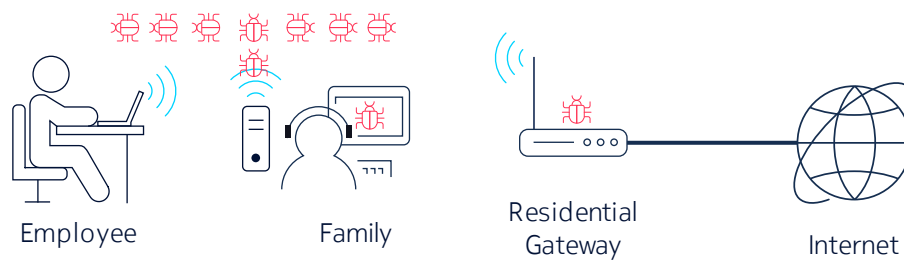 Employee
Family
Residential
Gateway
Internet